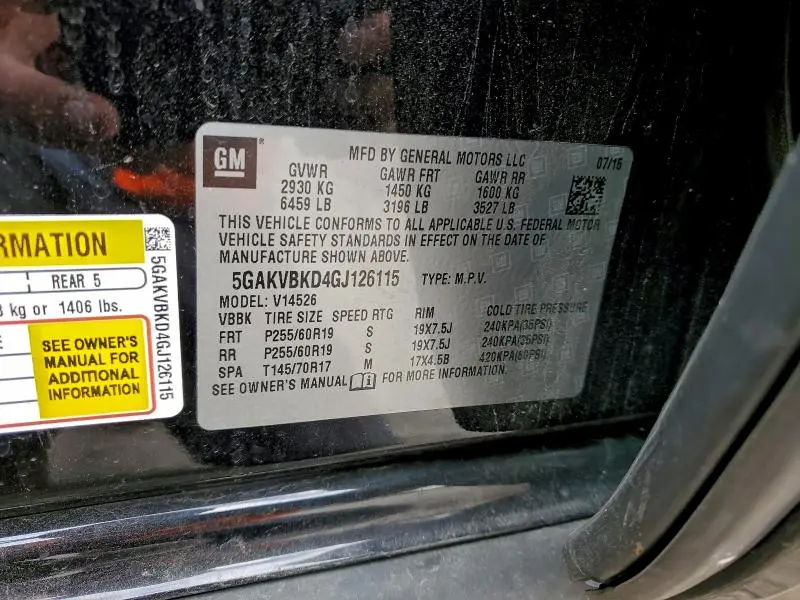 GM
MFD BY GENERAL MOTORS LLC 07/15
GVWR GAWR FRT GAWR RR
2930 KG 1450 KG 1600 KG
6459 LB 3196 LB 3527 LB
THIS VEHICLE CONFORMS TO ALL APPLICABLE U.S. FEDERAL MOTOR
VEHICLE SAFETY STANDARDS IN EFFECT ON THE DATE OF
MANUFACTURE SHOWN ABOVE.
5GAKVBKD4GJ126115 TYPE: M.P.V.
MODEL: V14526
VBBK TIRE SIZE SPEED RTG RIM COLD TIRE PRESSURE
FRT P255/60R19 S 19X7.5J 240KPA(35PSI)
RR P255/60R19 S 19X7.5J 240KPA(35PSI)
SPA T145/70R17 M 17X4.5B 420KPA(60PSI)
SEE OWNER'S MANUAL FOR MORE INFORMATION.
RMATION
REAR 5
kg or 1406 lbs.
SEE OWNER'S
MANUAL FOR
ADDITIONAL
INFORMATION
5GAKVBKD4GJ126115